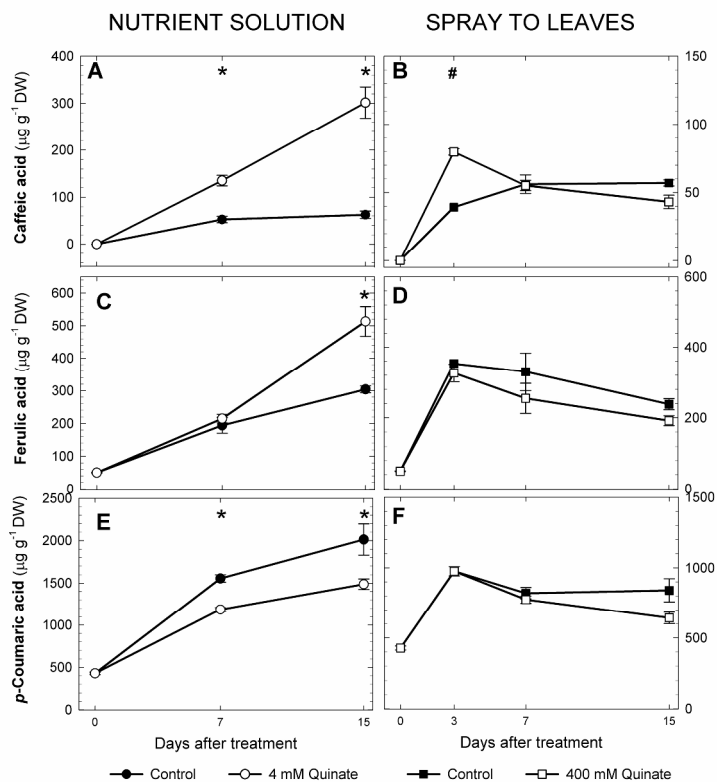 NUTRIENT SOLUTION
SPRAY TO LEAVES
A
*
*
400
300
200
100
0
Caffeic acid (μg g-1 DW)
B
#
150
100
50
0
C
*
600
500
400
300
200
100
0
Ferulic acid (μg g-1 DW)
D
600
400
200
0
E
*
*
2500
2000
1500
1000
500
0
p-Coumaric acid (μg g-1 DW)
F
1500
1000
500
0
0 7 15
Days after treatment
0 3 7 15
Days after treatment
Control 4 mM Quinate
Control 400 mM Quinate